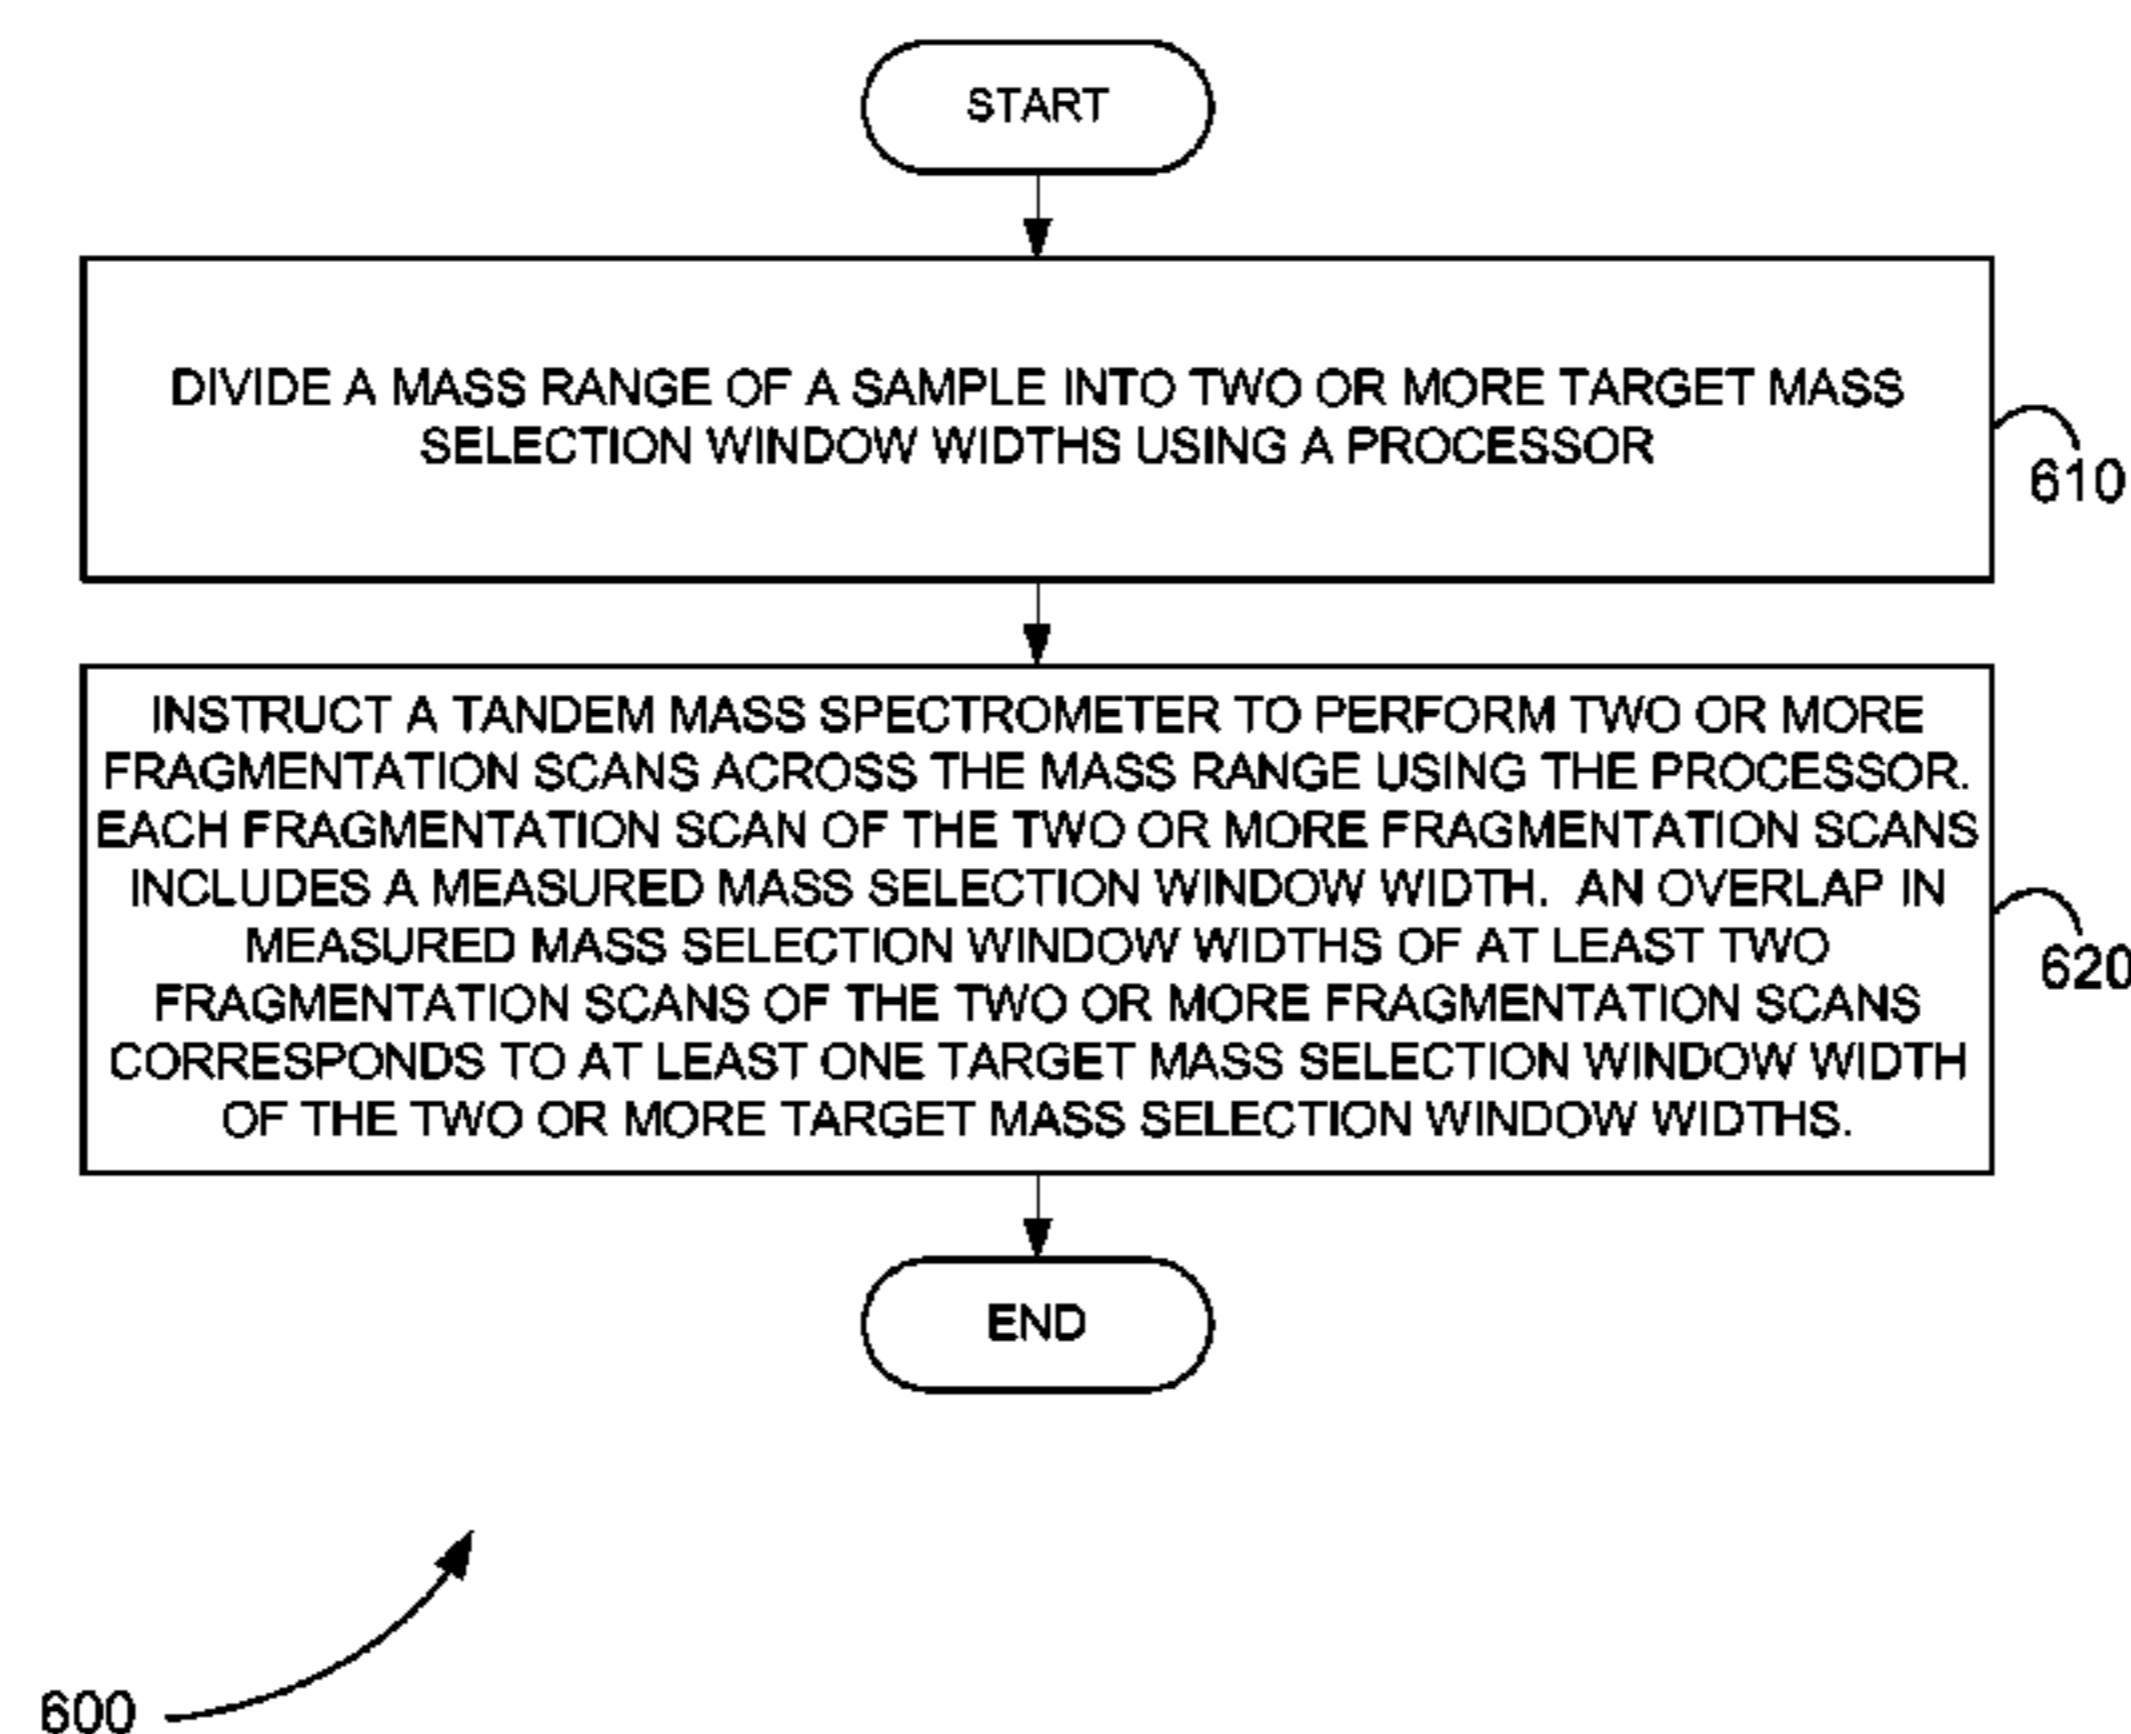 START
DIVIDE A MASS RANGE OF A SAMPLE INTO TWO OR MORE TARGET MASS
SELECTION WINDOW WIDTHS USING A PROCESSOR
610
INSTRUCT A TANDEM MASS SPECTROMETER TO PERFORM TWO OR MORE
FRAGMENTATION SCANS ACROSS THE MASS RANGE USING THE PROCESSOR.
EACH FRAGMENTATION SCAN OF THE TWO OR MORE FRAGMENTATION SCANS
INCLUDES A MEASURED MASS SELECTION WINDOW WIDTH. AN OVERLAP IN
MEASURED MASS SELECTION WINDOW WIDTHS OF AT LEAST TWO
FRAGMENTATION SCANS OF THE TWO OR MORE FRAGMENTATION SCANS
CORRESPONDS TO AT LEAST ONE TARGET MASS SELECTION WINDOW WIDTH
OF THE TWO OR MORE TARGET MASS SELECTION WINDOW WIDTHS.
620
END
600